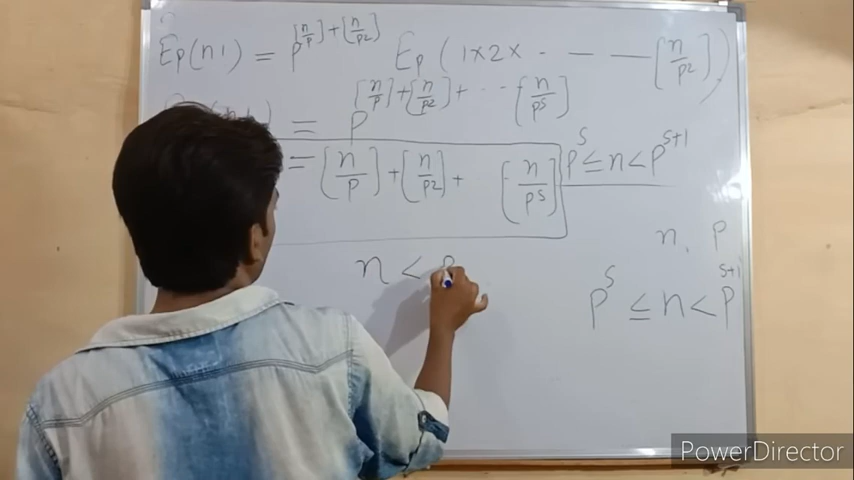 Ep(n!) = p^[n/p]+[n/p2] Ep(1×2× · — — [n/p2])
= p^[n/p]+[n/p2]+ · · [n/ps]
= [n/p]+[n/p2]+ [n/ps] p^s ≤ n < p^s+1
n, p
n <
p^s ≤ n < p^s+1
PowerDirector